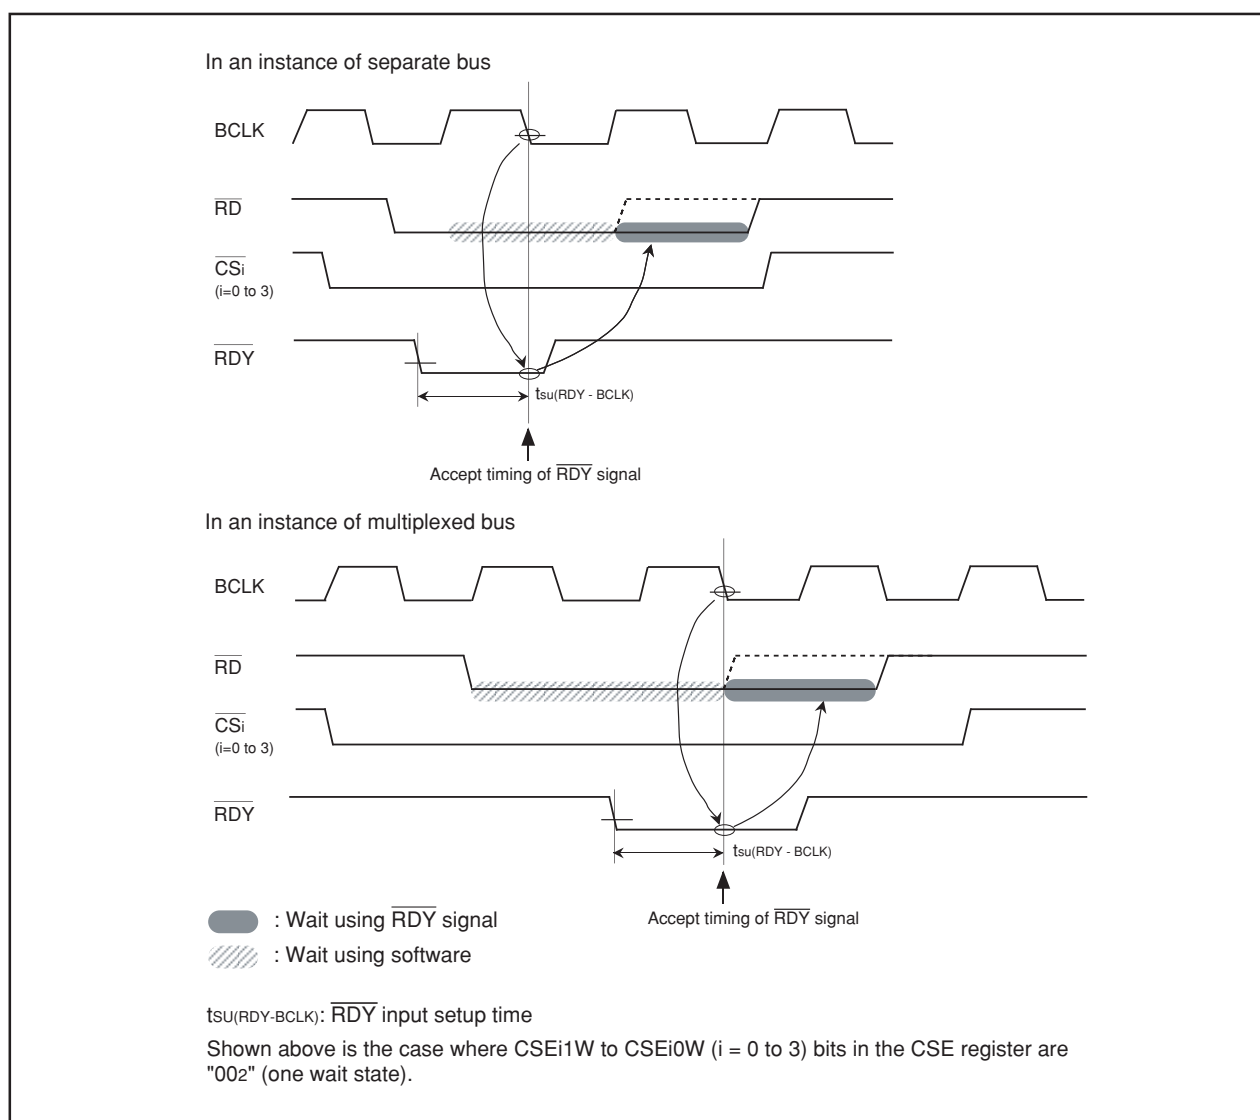 In an instance of separate bus
BCLK
RD
CSi
(i=0 to 3)
RDY
tsu(RDY - BCLK)
Accept timing of RDY signal
In an instance of multiplexed bus
BCLK
RD
CSi
(i=0 to 3)
RDY
tsu(RDY - BCLK)
Accept timing of RDY signal
: Wait using RDY signal
: Wait using software
tSU(RDY-BCLK): RDY input setup time
Shown above is the case where CSEi1W to CSEi0W (i = 0 to 3) bits in the CSE register are
"002" (one wait state).